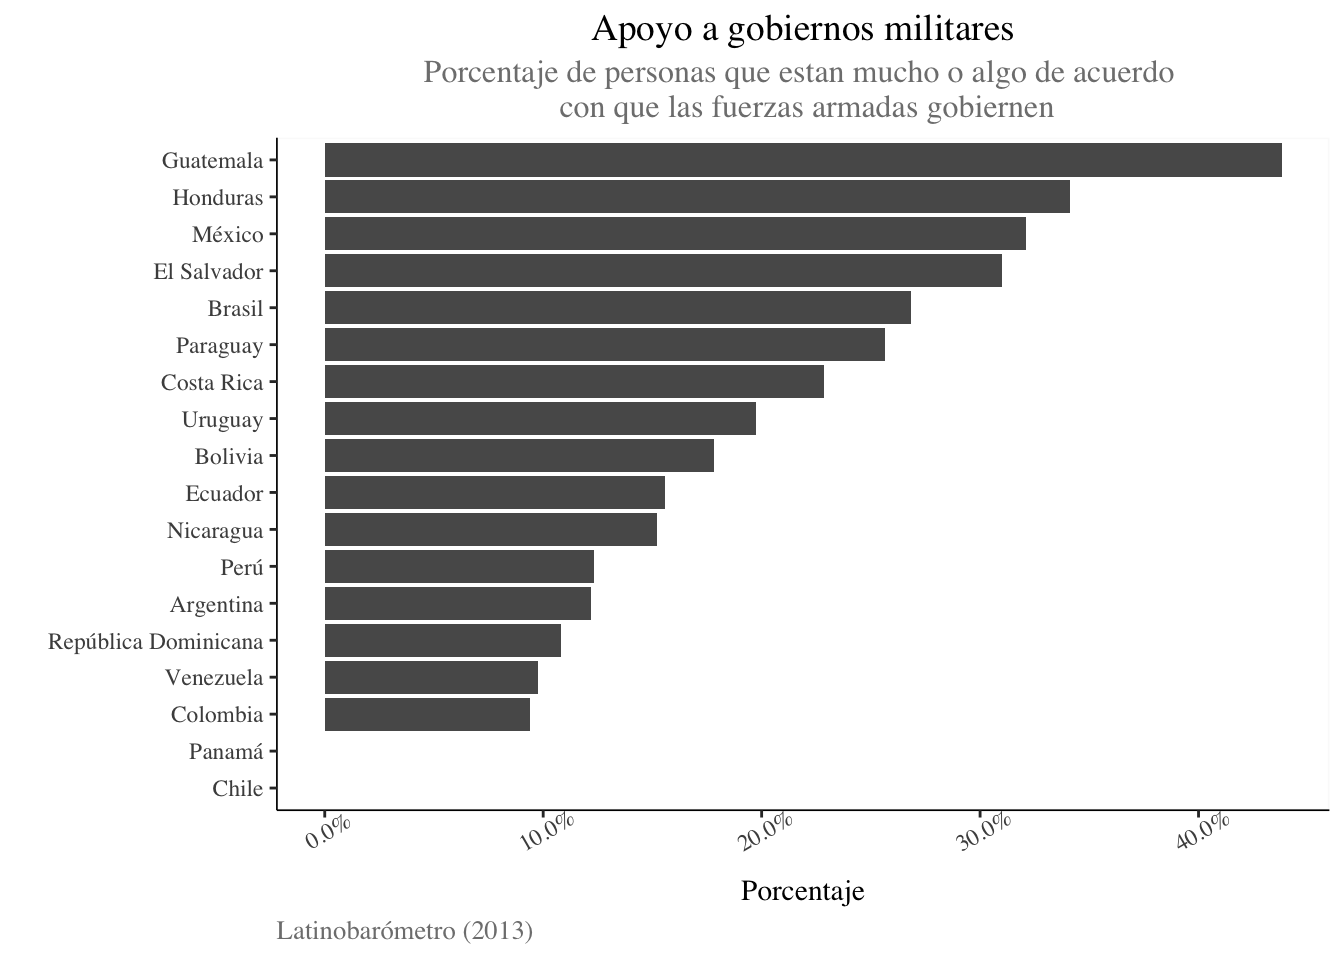 Apoyo a gobiernos militares
Porcentaje de personas que estan mucho o algo de acuerdo
con que las fuerzas armadas gobiernen
Guatemala
Honduras
México
El Salvador
Brasil
Paraguay
Costa Rica
Uruguay
Bolivia
Ecuador
Nicaragua
Perú
Argentina
República Dominicana
Venezuela
Colombia
Panamá
Chile
0.0% 10.0% 20.0% 30.0% 40.0%
Porcentaje
Latinobarómetro (2013)